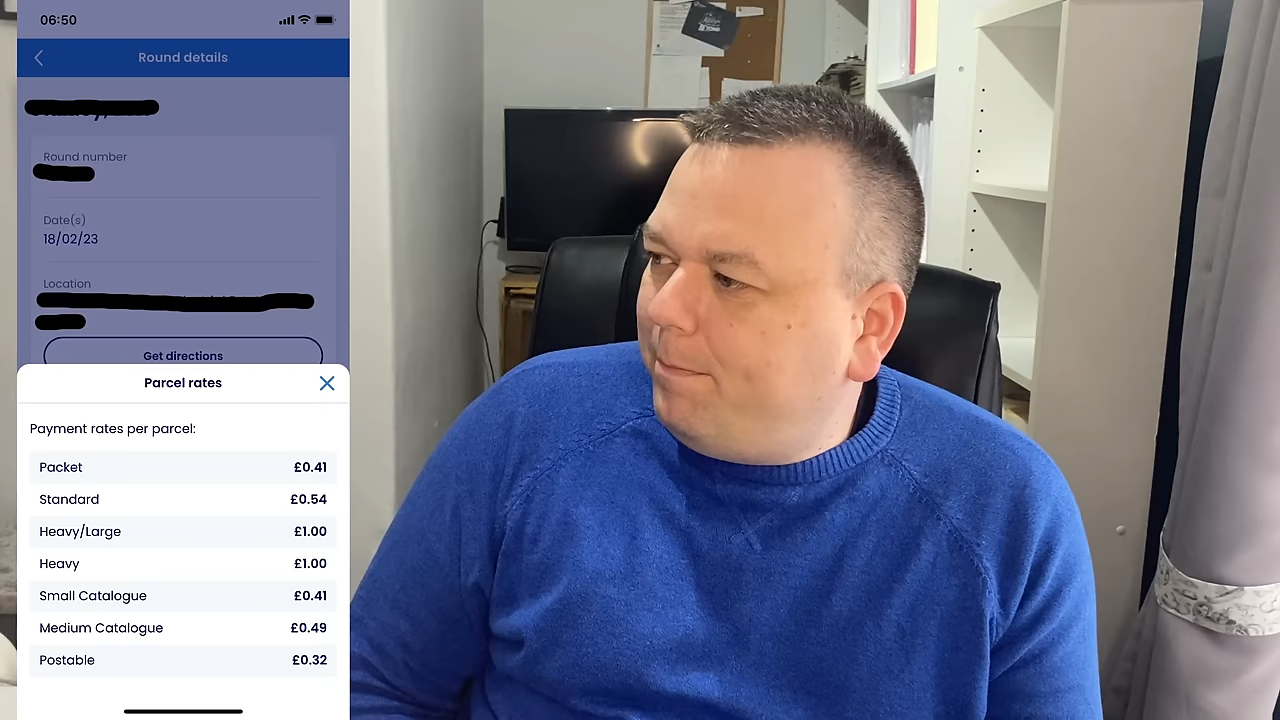 06:50
Round details
Round number
Date(s)
18/02/23
Location
Get directions
Parcel rates
Payment rates per parcel:
Packet £0.41
Standard £0.54
Heavy/Large £1.00
Heavy £1.00
Small Catalogue £0.41
Medium Catalogue £0.49
Postable £0.32